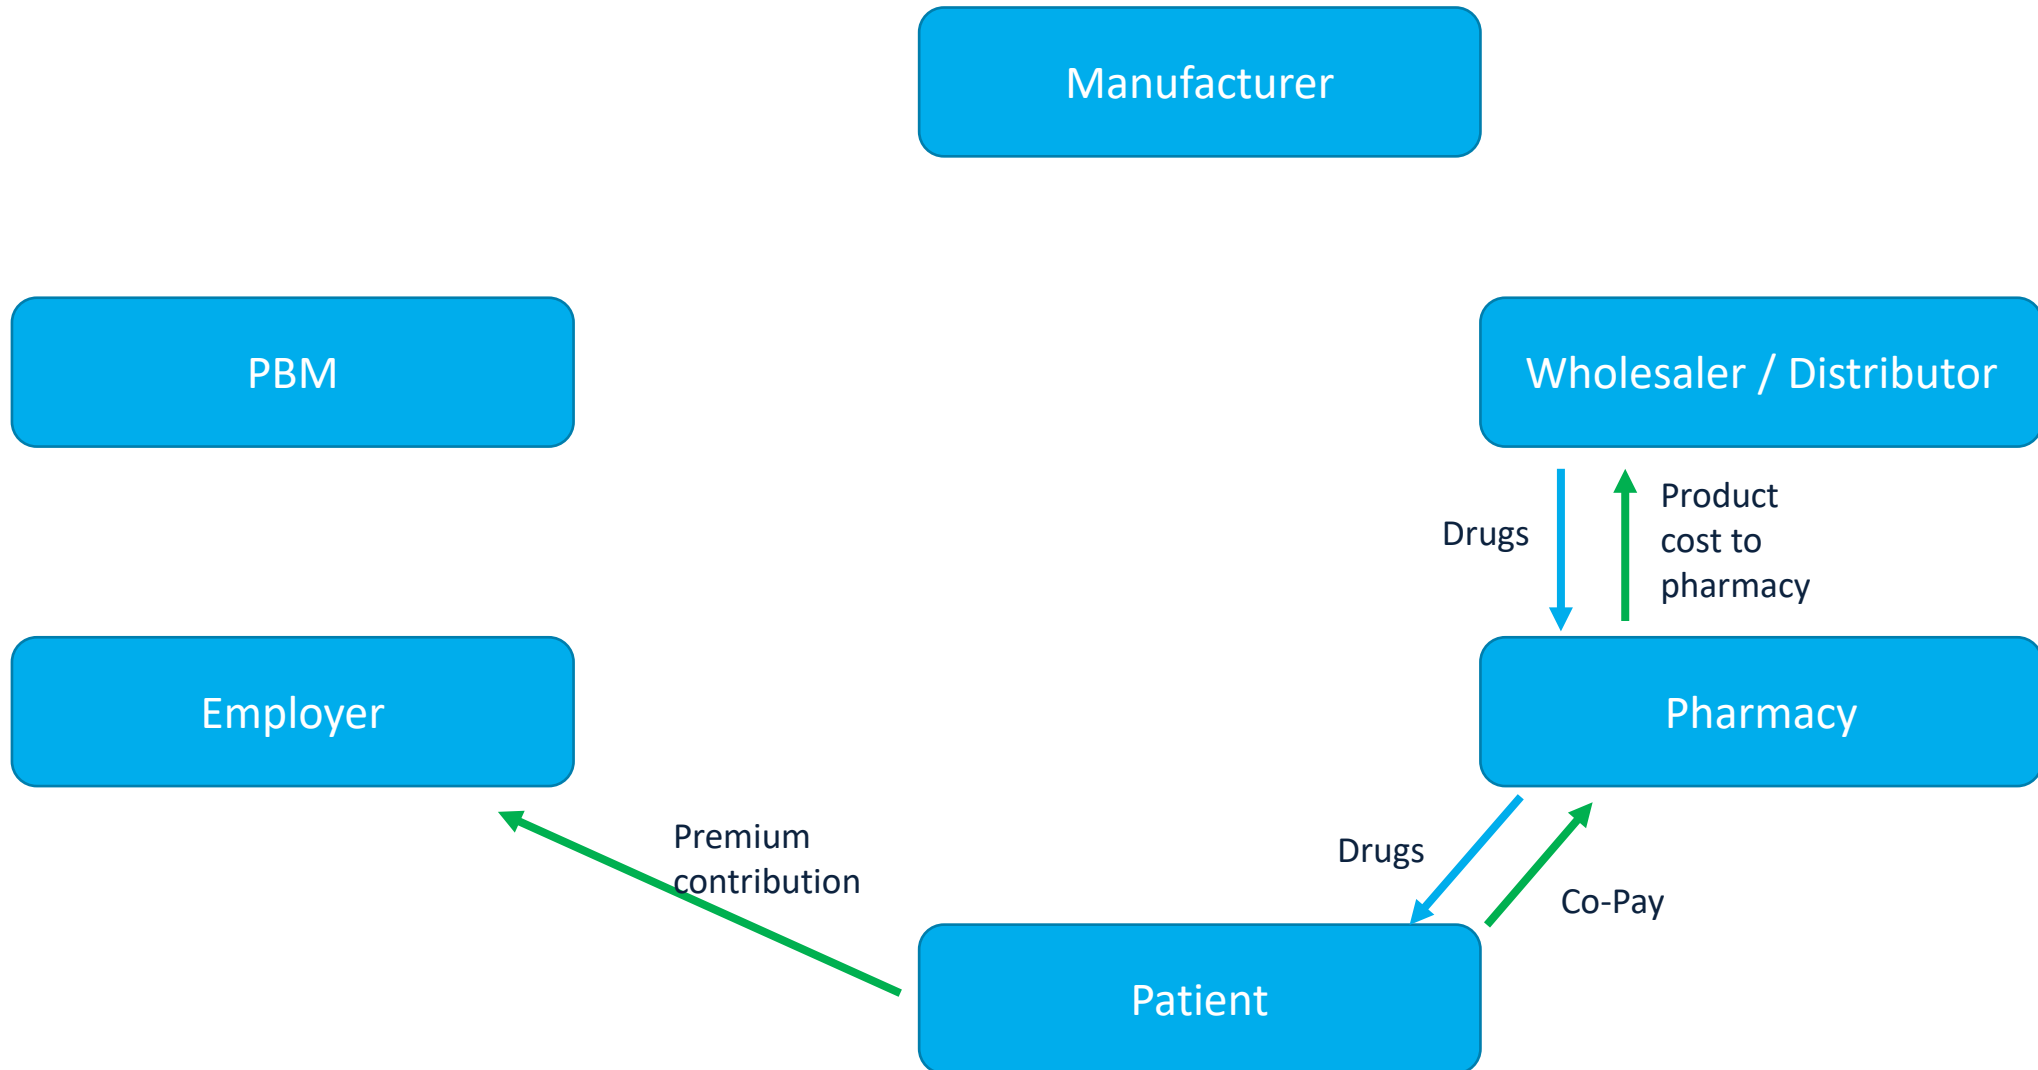 Manufacturer
PBM
Wholesaler / Distributor
Drugs
Product
cost to
pharmacy
Employer
Pharmacy
Premium
contribution
Drugs
Co-Pay
Patient